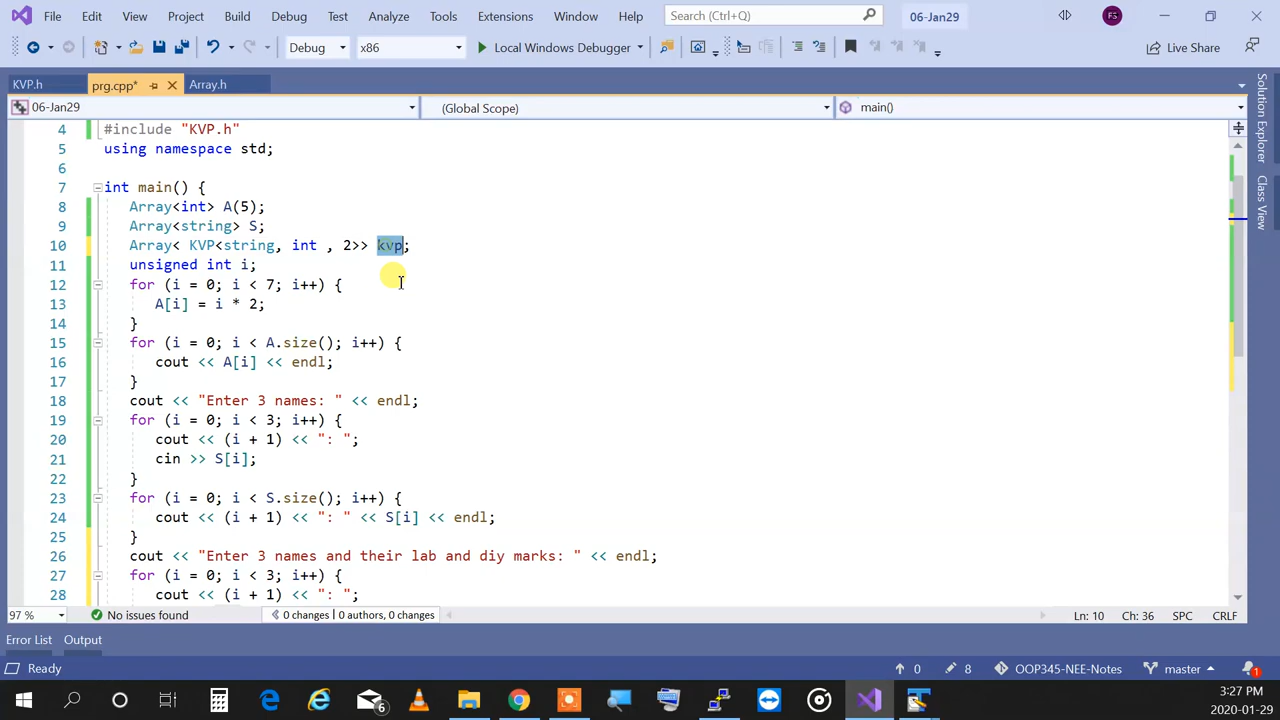 File Edit View Project Build Debug Test Analyze Tools Extensions Window Help Search (Ctrl+Q) 06-Jan29 FS
Debug x86 Local Windows Debugger Live Share
KVP.h prg.cpp* Array.h
06-Jan29 (Global Scope) main()
4 #include "KVP.h"
5 using namespace std;
6
7 int main() {
8 Array<int> A(5);
9 Array<string> S;
10 Array< KVP<string, int , 2>> kvp;
11 unsigned int i;
12 for (i = 0; i < 7; i++) {
13 A[i] = i * 2;
14 }
15 for (i = 0; i < A.size(); i++) {
16 cout << A[i] << endl;
17 }
18 cout << "Enter 3 names: " << endl;
19 for (i = 0; i < 3; i++) {
20 cout << (i + 1) << ": ";
21 cin >> S[i];
22 }
23 for (i = 0; i < S.size(); i++) {
24 cout << (i + 1) << ": " << S[i] << endl;
25 }
26 cout << "Enter 3 names and their lab and diy marks: " << endl;
27 for (i = 0; i < 3; i++) {
28 cout << (i + 1) << ": ";
Solution Explorer
Class View
97 % No issues found 0 changes | 0 authors, 0 changes Ln: 10 Ch: 36 SPC CRLF
Error List Output
Ready 0 8 OOP345-NEE-Notes master 1
6 3:27 PM
2020-01-29